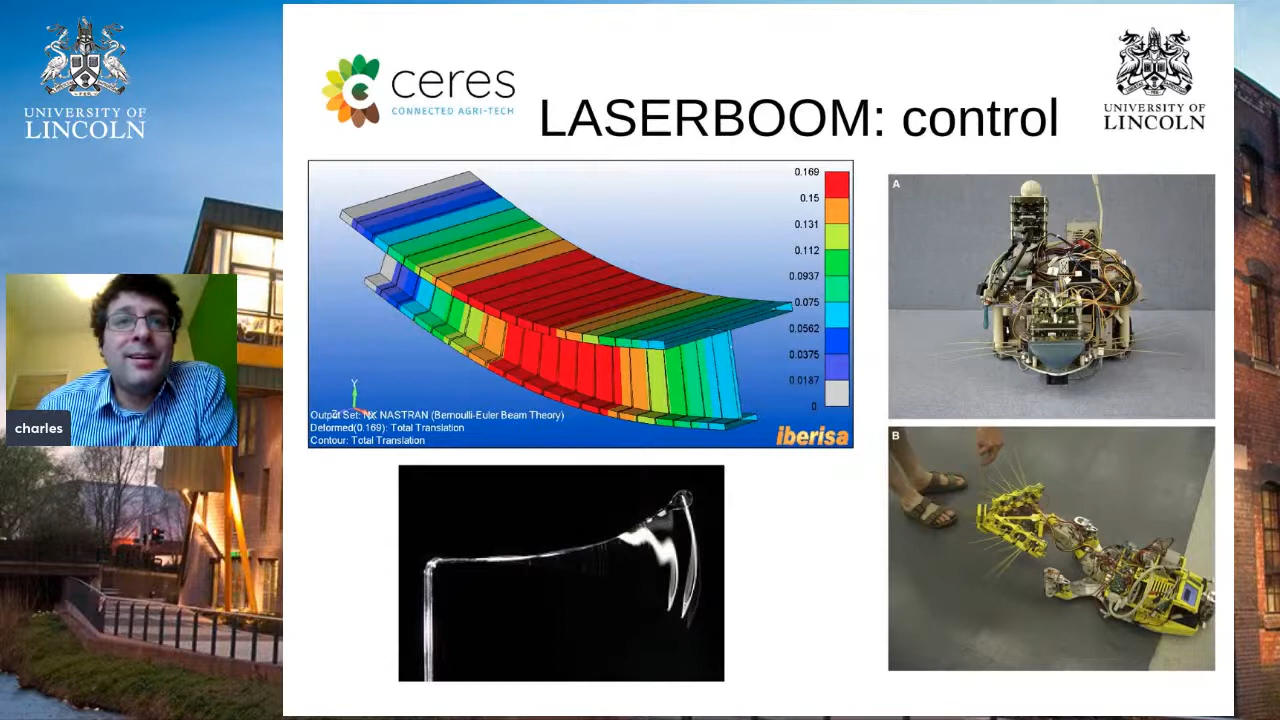 UNIVERSITY OF
LINCOLN
ceres
CONNECTED AGRI-TECH
LASERBOOM: control
UNIVERSITY OF
LINCOLN
0.169
0.15
0.131
0.112
0.0937
0.075
0.0562
0.0375
0.0187
0
Y
Output Set: NX NASTRAN (Bernoulli-Euler Beam Theory)
Deformed(0.169): Total Translation
Contour: Total Translation
iberisa
A
B
charles